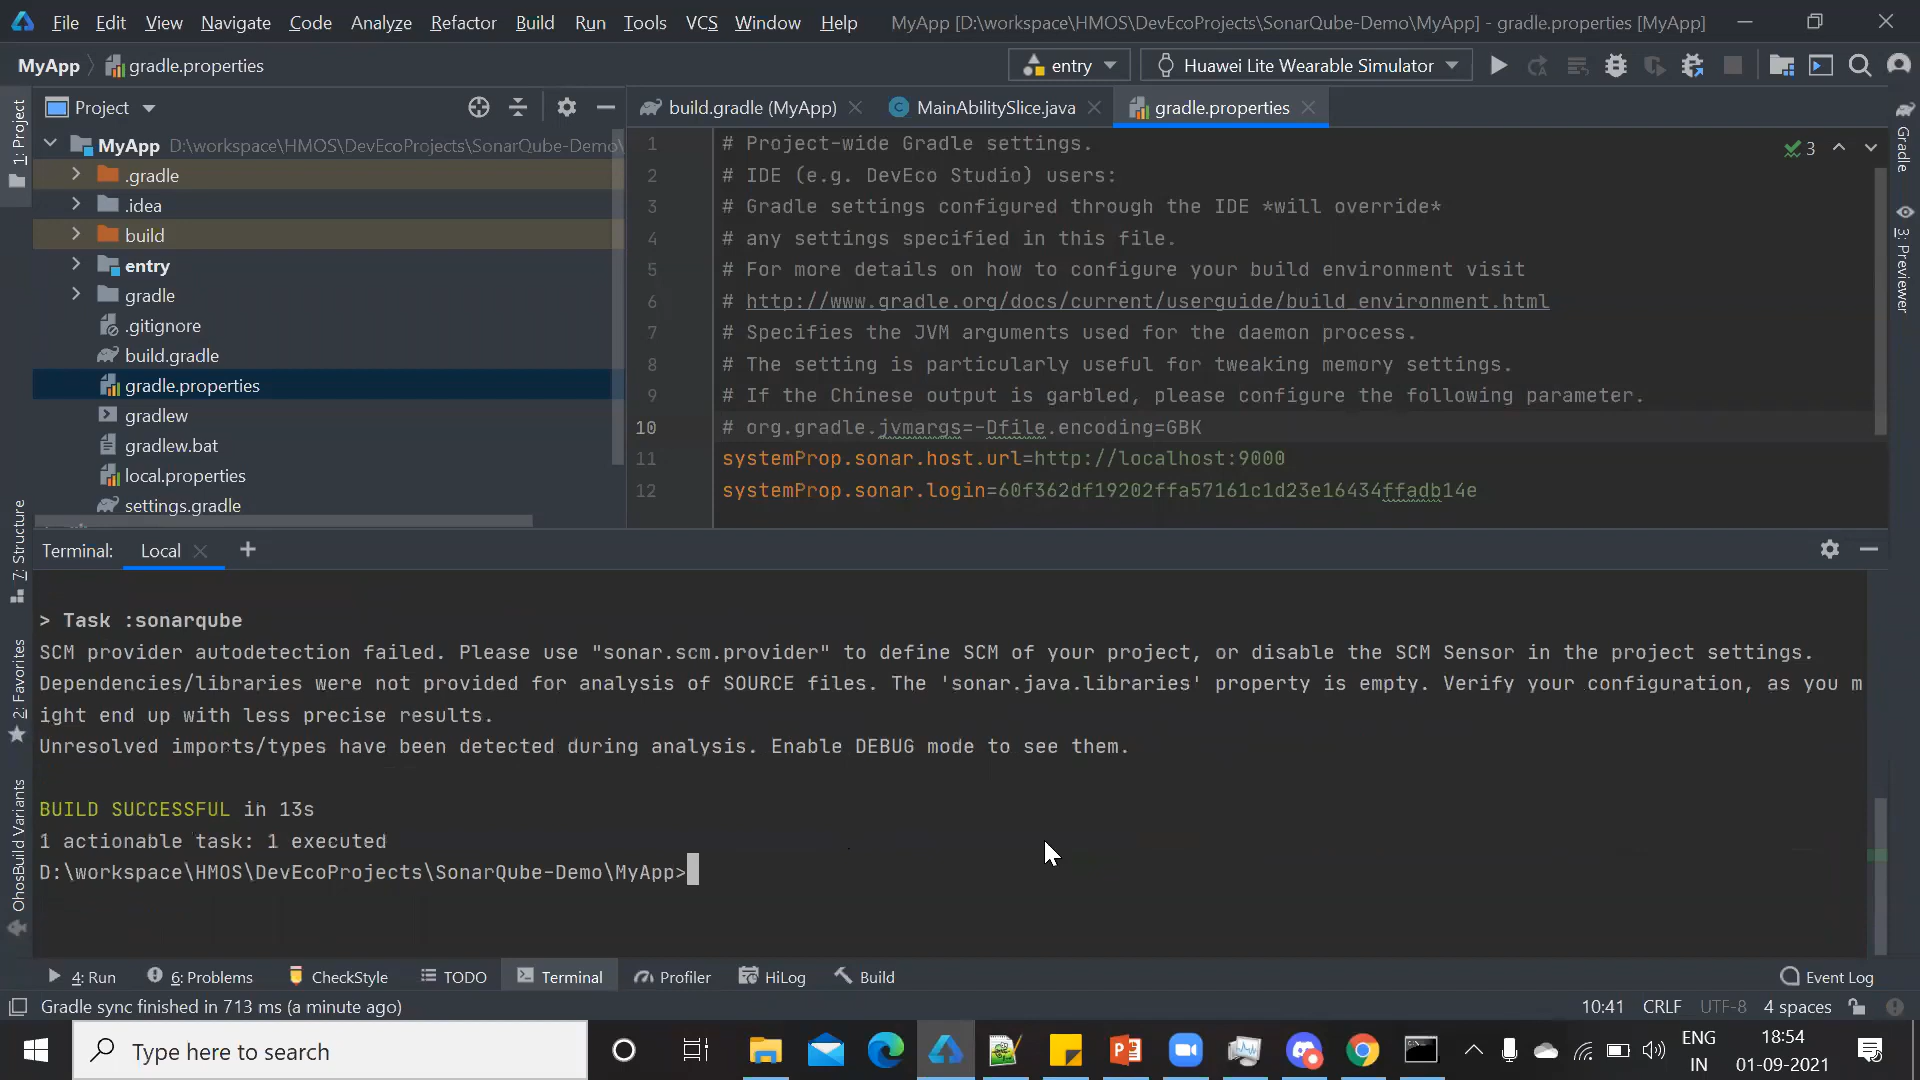 File Edit View Navigate Code Analyze Refactor Build Run Tools VCS Window Help MyApp [D:\workspace\HMOS\DevEcoProjects\SonarQube-Demo\MyApp] - gradle.properties [MyApp]
MyApp gradle.properties entry Huawei Lite Wearable Simulator
1: Project
Project
build.gradle (MyApp) MainAbilitySlice.java gradle.properties
MyApp D:\workspace\HMOS\DevEcoProjects\SonarQube-Demo\
.gradle
.idea
build
entry
gradle
.gitignore
build.gradle
gradle.properties
gradlew
gradlew.bat
local.properties
settings.gradle
1 # Project-wide Gradle settings.
2 # IDE (e.g. DevEco Studio) users:
3 # Gradle settings configured through the IDE *will override*
4 # any settings specified in this file.
5 # For more details on how to configure your build environment visit
6 # http://www.gradle.org/docs/current/userguide/build_environment.html
7 # Specifies the JVM arguments used for the daemon process.
8 # The setting is particularly useful for tweaking memory settings.
9 # If the Chinese output is garbled, please configure the following parameter.
10 # org.gradle.jvmargs=-Dfile.encoding=GBK
11 systemProp.sonar.host.url=http://localhost:9000
12 systemProp.sonar.login=60f362df19202ffa57161c1d23e16434ffadb14e
3
Gradle
3: Previewer
7: Structure
2: Favorites
OhosBuild Variants
Terminal: Local
> Task :sonarqube
SCM provider autodetection failed. Please use "sonar.scm.provider" to define SCM of your project, or disable the SCM Sensor in the project settings.
Dependencies/libraries were not provided for analysis of SOURCE files. The 'sonar.java.libraries' property is empty. Verify your configuration, as you m
ight end up with less precise results.
Unresolved imports/types have been detected during analysis. Enable DEBUG mode to see them.
BUILD SUCCESSFUL in 13s
1 actionable task: 1 executed
D:\workspace\HMOS\DevEcoProjects\SonarQube-Demo\MyApp>
4: Run 6: Problems CheckStyle TODO Terminal Profiler HiLog Build Event Log
Gradle sync finished in 713 ms (a minute ago) 10:41 CRLF UTF-8 4 spaces
Type here to search
ENG
IN
18:54
01-09-2021